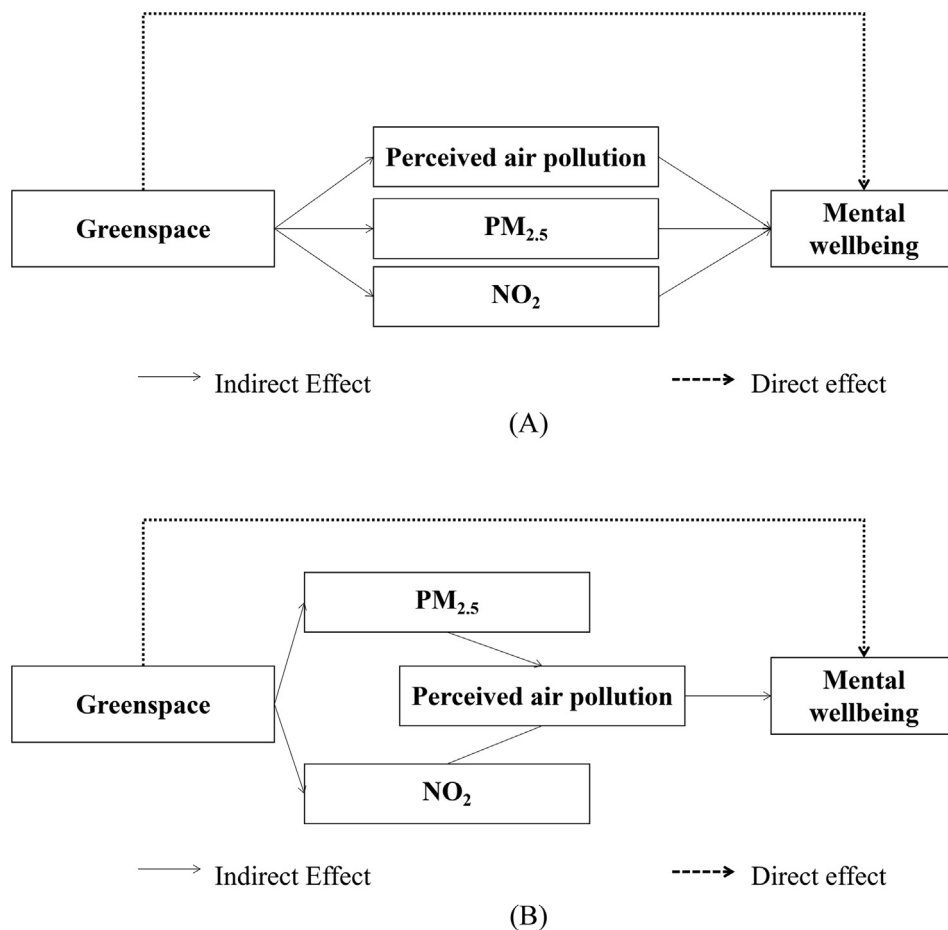 Perceived air pollution
Greenspace
PM₂.₅
Mental
wellbeing
NO₂
Indirect Effect
Direct effect
(A)
PM₂.₅
Greenspace
Perceived air pollution
Mental
wellbeing
NO₂
Indirect Effect
Direct effect
(B)